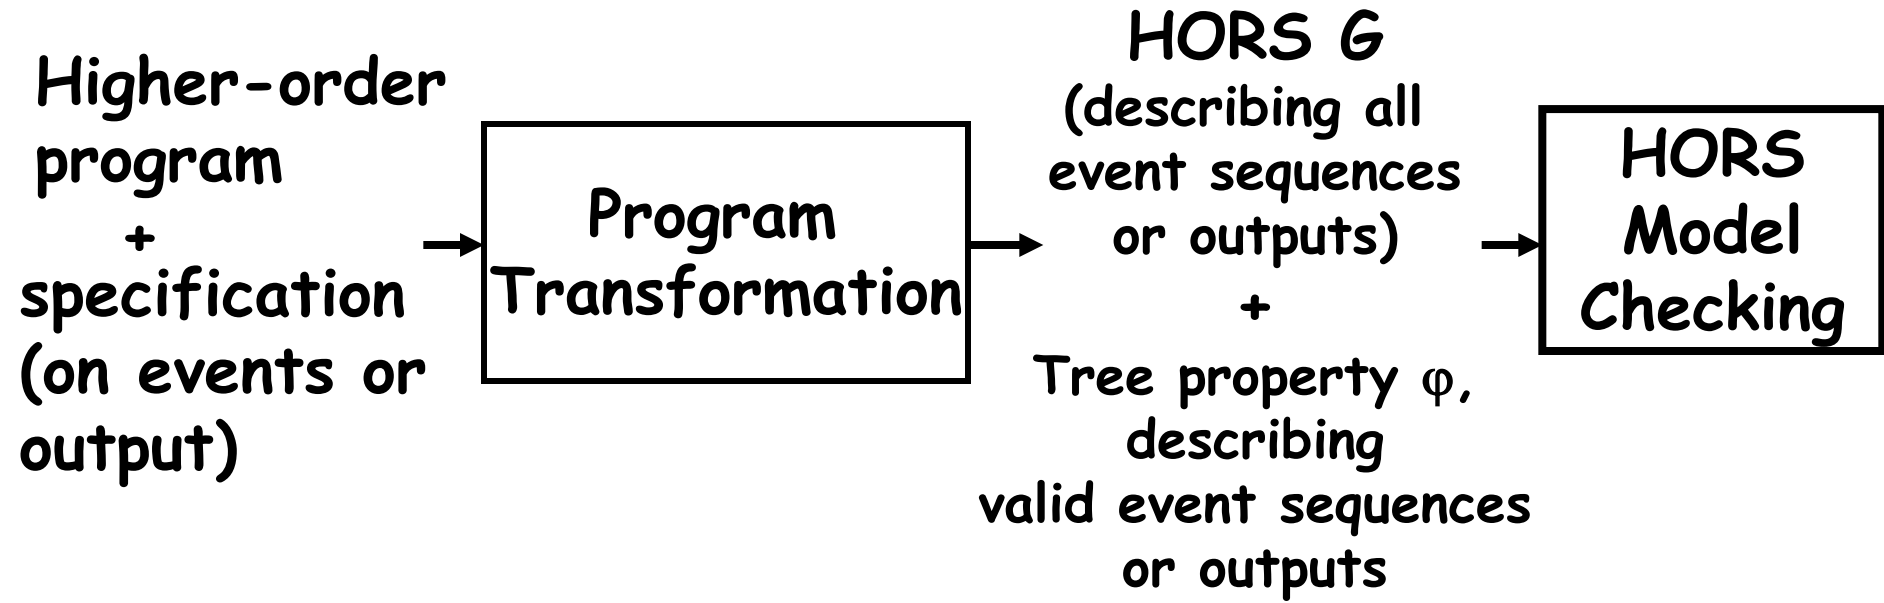 Higher-order
program
+
specification
(on events or
output)
Program
Transformation
HORS G
(describing all
event sequences
or outputs)
+
Tree property φ,
describing
valid event sequences
or outputs
HORS
Model
Checking